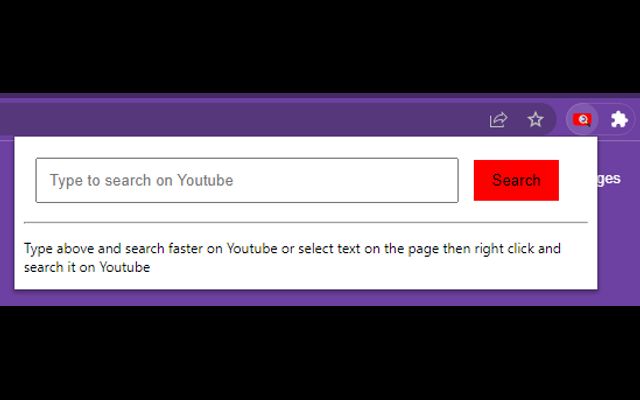 Type to search on Youtube
Search
ges
Type above and search faster on Youtube or select text on the page then right click and
search it on Youtube